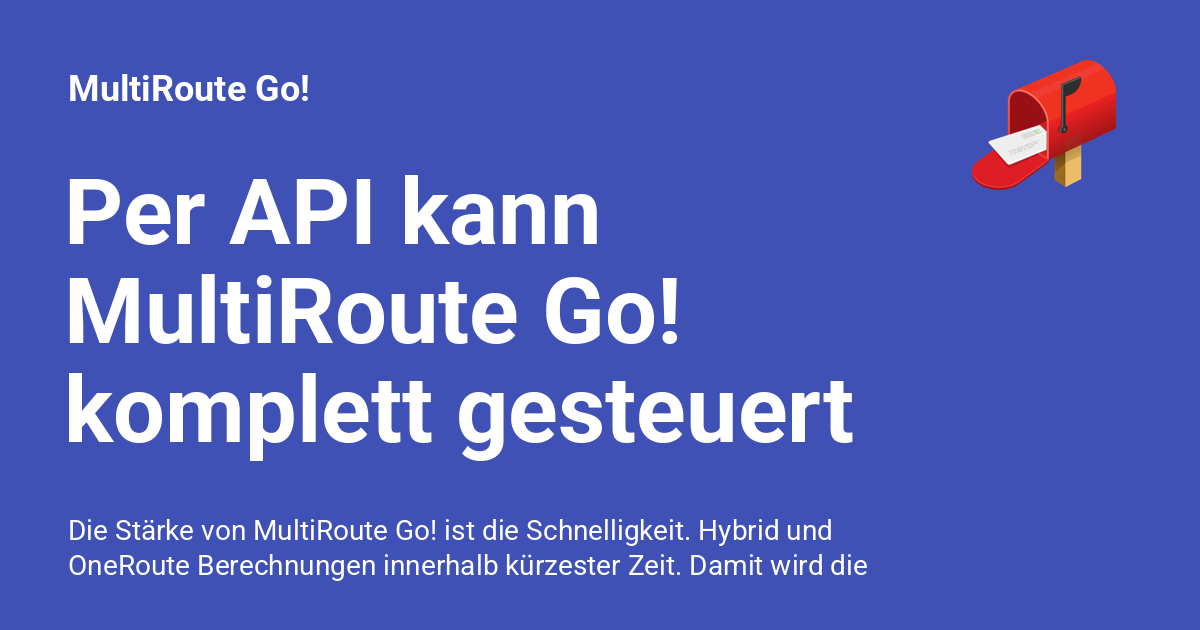 MultiRoute Go!
Per API kann
MultiRoute Go!
komplett gesteuert
Die Stärke von MultiRoute Go! ist die Schnelligkeit. Hybrid und
OneRoute Berechnungen innerhalb kürzester Zeit. Damit wird die